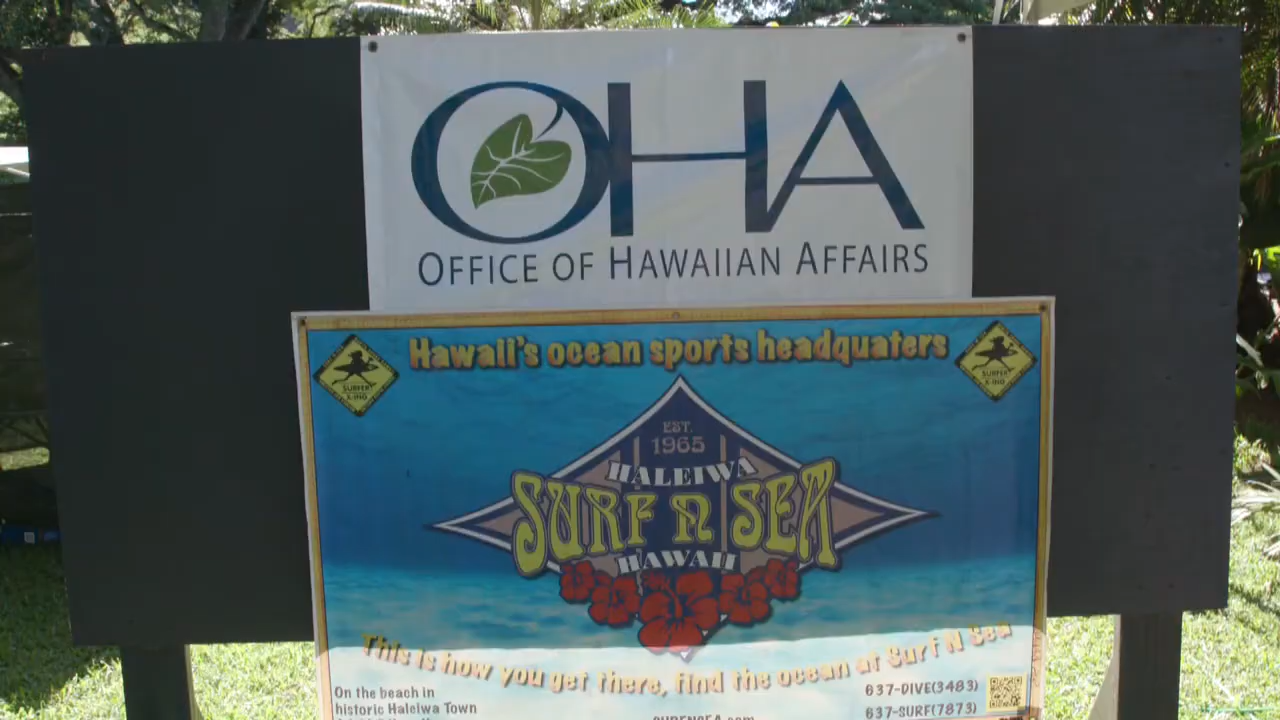 OHA
OFFICE OF HAWAIIAN AFFAIRS
Hawaii's ocean sports headquaters
SURFER
X-ING
SURFER
X-ING
EST.
1965
HALEIWA
SURF N SEA
HAWAII
This is how you get there, find the ocean at Surf N Sea
On the beach in
historic Haleiwa Town
637-DIVE(3483)
637-SURF(7873)
SURFNSEA.com